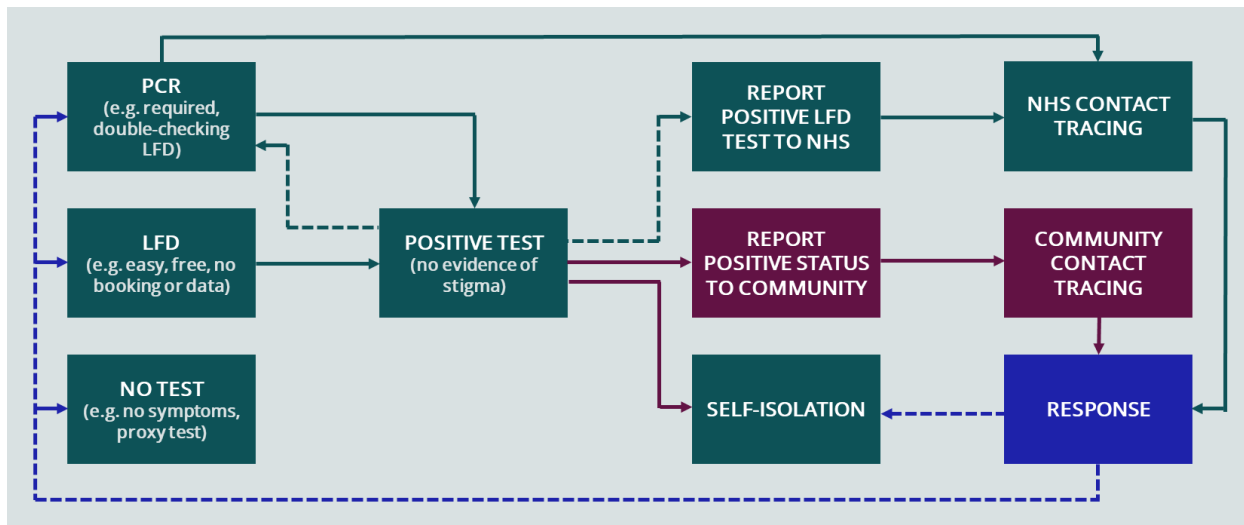 PCR
(e.g. required,
double-checking
LFD)
REPORT
POSITIVE LFD
TEST TO NHS
NHS CONTACT
TRACING
LFD
(e.g. easy, free, no
booking or data)
POSITIVE TEST
(no evidence of
stigma)
REPORT
POSITIVE STATUS
TO COMMUNITY
COMMUNITY
CONTACT
TRACING
NO TEST
(e.g. no symptoms,
proxy test)
SELF-ISOLATION
RESPONSE